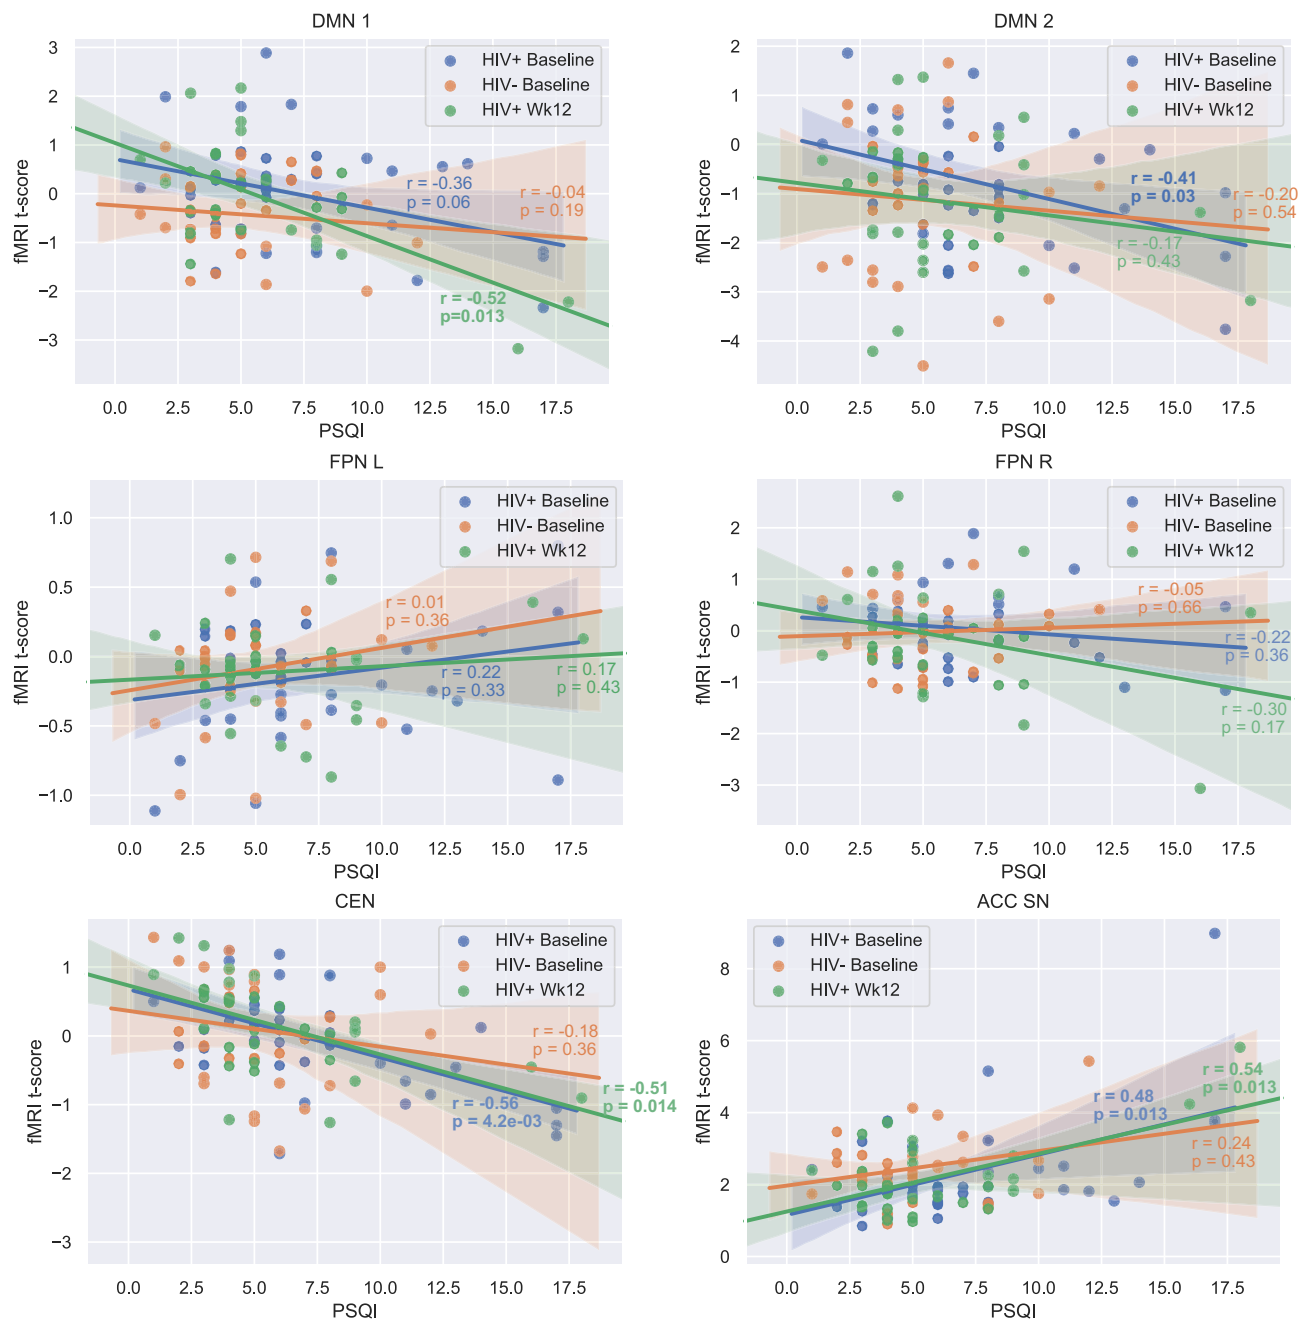 DMN 1
3
2
1
0
−1
−2
−3
fMRI t-score
HIV+ Baseline
HIV- Baseline
HIV+ Wk12
r = -0.36
p = 0.06
r = -0.04
p = 0.19
r = -0.52
p=0.013
0.0 2.5 5.0 7.5 10.0 12.5 15.0 17.5
PSQI
DMN 2
2
1
0
−1
−2
−3
−4
fMRI t-score
HIV+ Baseline
HIV- Baseline
HIV+ Wk12
r = -0.41
p = 0.03
r = -0.20
p = 0.54
r = -0.17
p = 0.43
0.0 2.5 5.0 7.5 10.0 12.5 15.0 17.5
PSQI
FPN L
1.0
0.5
0.0
−0.5
−1.0
fMRI t-score
HIV+ Baseline
HIV- Baseline
HIV+ Wk12
r = 0.01
p = 0.36
r = 0.22
p = 0.33
r = 0.17
p = 0.43
0.0 2.5 5.0 7.5 10.0 12.5 15.0 17.5
PSQI
FPN R
2
1
0
−1
−2
−3
fMRI t-score
HIV+ Baseline
HIV- Baseline
HIV+ Wk12
r = -0.05
p = 0.66
r = -0.22
p = 0.36
r = -0.30
p = 0.17
0.0 2.5 5.0 7.5 10.0 12.5 15.0 17.5
PSQI
CEN
1
0
−1
−2
−3
fMRI t-score
HIV+ Baseline
HIV- Baseline
HIV+ Wk12
r = -0.18
p = 0.36
r = -0.56
p = 4.2e-03
r = -0.51
p = 0.014
0.0 2.5 5.0 7.5 10.0 12.5 15.0 17.5
PSQI
ACC SN
8
6
4
2
0
fMRI t-score
HIV+ Baseline
HIV- Baseline
HIV+ Wk12
r = 0.54
p = 0.013
r = 0.48
p = 0.013
r = 0.24
p = 0.43
0.0 2.5 5.0 7.5 10.0 12.5 15.0 17.5
PSQI